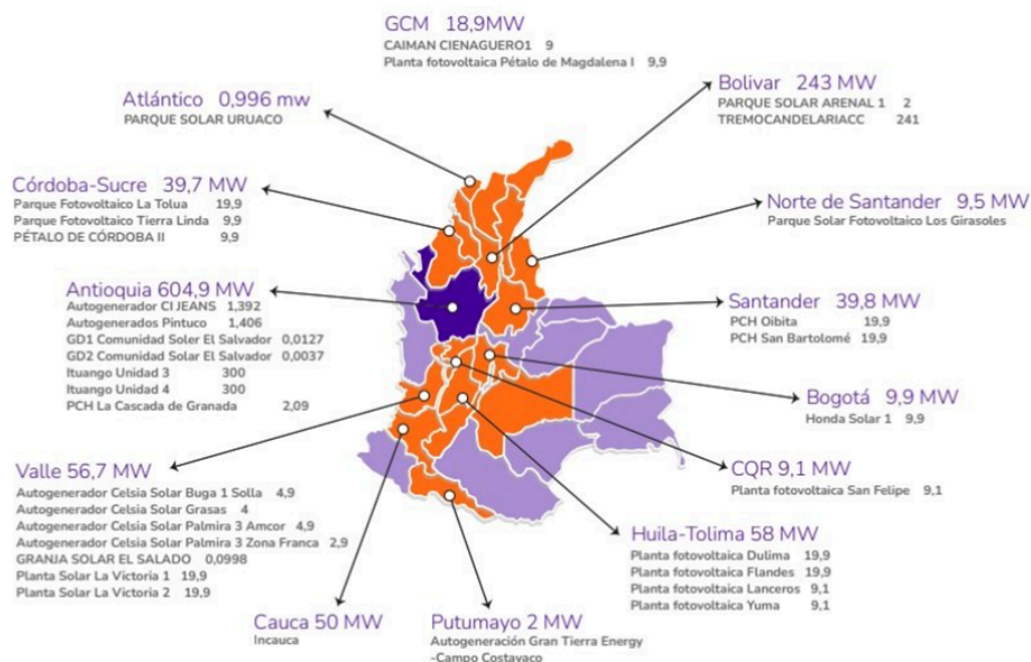 GCM 18,9MW
CAIMAN CIENAGUERO1 9
Planta fotovoltaica Pétalo de Magdalena I 9,9
Bolivar 243 MW
PARQUE SOLAR ARENAL 1 2
TREMOCANDELARIACC 241
Atlántico 0,996 mw
PARQUE SOLAR URUACO
Córdoba-Sucre 39,7 MW
Parque Fotovoltaico La Tolua 19,9
Parque Fotovoltaico Tierra Linda 9,9
PÉTALO DE CÓRDOBA II 9,9
Norte de Santander 9,5 MW
Parque Solar Fotovoltaico Los Girasoles
Antioquia 604,9 MW
Autogenerador CI JEANS 1,392
Autogenerados Pintuco 1,406
GD1 Comunidad Soler El Salvador 0,0127
GD2 Comunidad Solar El Salvador 0,0037
Ituango Unidad 3 300
Ituango Unidad 4 300
PCH La Cascada de Granada 2,09
Santander 39,8 MW
PCH Oibita 19,9
PCH San Bartolomé 19,9
Bogotá 9,9 MW
Honda Solar 1 9,9
Valle 56,7 MW
Autogenerador Celsia Solar Buga 1 Solla 4,9
Autogenerador Celsia Solar Grasas 4
Autogenerador Celsia Solar Palmira 3 Amcor 4,9
Autogenerador Celsia Solar Palmira 3 Zona Franca 2,9
GRANJA SOLAR EL SALADO 0,0998
Planta Solar La Victoria 1 19,9
Planta Solar La Victoria 2 19,9
CQR 9,1 MW
Planta fotovoltaica San Felipe 9,1
Huila-Tolima 58 MW
Planta fotovoltaica Dulima 19,9
Planta fotovoltaica Flandes 19,9
Planta fotovoltaica Lanceros 9,1
Planta fotovoltaica Yuma 9,1
Cauca 50 MW
Incauca
Putumayo 2 MW
Autogeneración Gran Tierra Energy
-Campo Costayaco